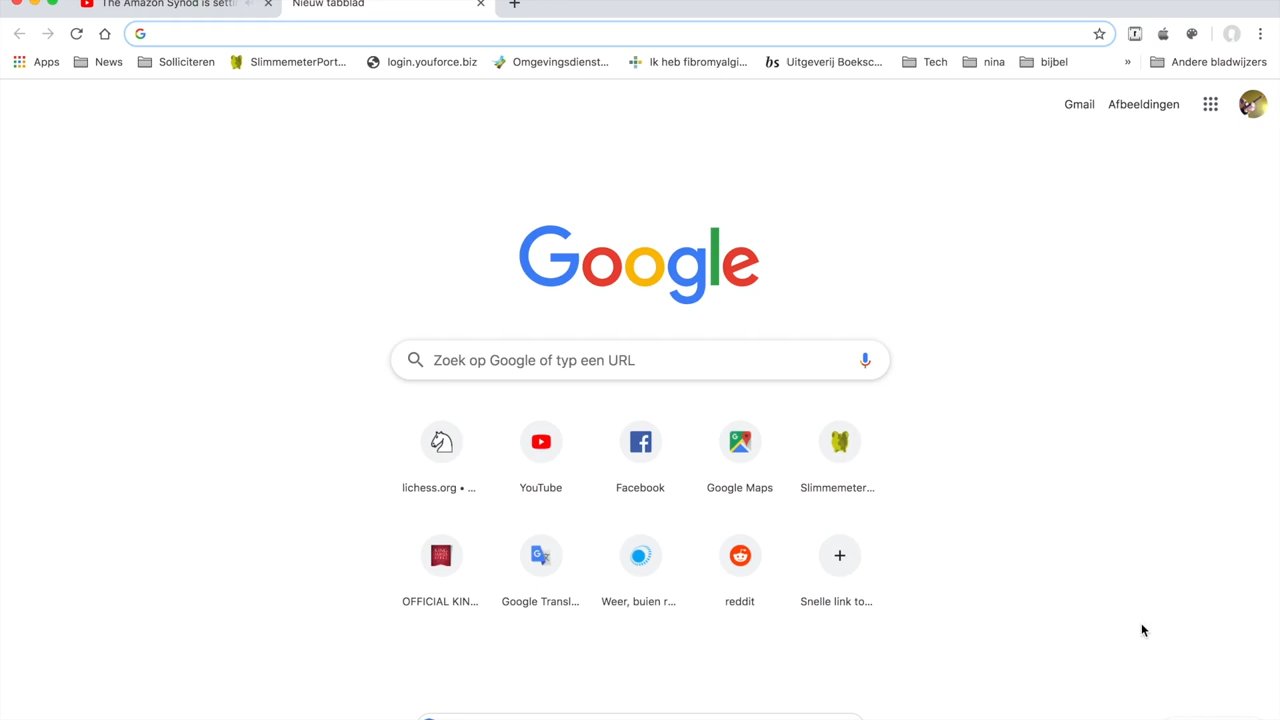 The Amazon Synod is setti
Nieuw tabblad
Apps
News
Solliciteren
SlimmemeterPort...
login.youforce.biz
Omgevingsdienst...
Ik heb fibromyalgi...
bs Uitgeverij Boeksc...
Tech
nina
bijbel
»
Andere bladwijzers
Gmail
Afbeeldingen
Google
Zoek op Google of typ een URL
lichess.org • ...
YouTube
Facebook
Google Maps
Slimmemeter...
OFFICIAL KIN...
Google Transl...
Weer, buien r...
reddit
Snelle link to...